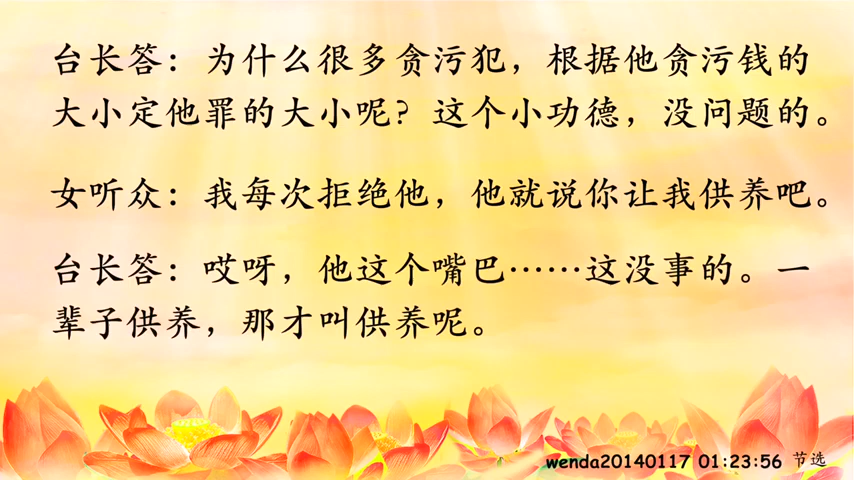 台长答：为什么很多贪污犯，根据他贪污钱的
大小定他罪的大小呢？这个小功德，没问题的。
女听众：我每次拒绝他，他就说你让我供养吧。
台长答：哎呀，他这个嘴巴……这没事的。一
辈子供养，那才叫供养呢。
wenda20140117 01:23:56 节选